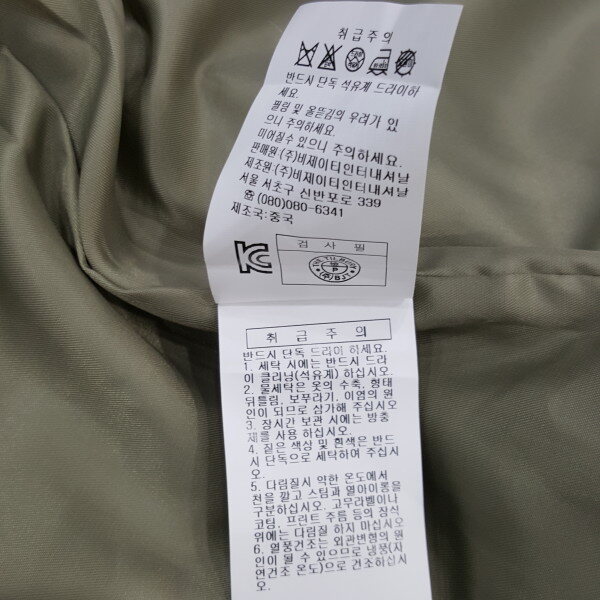 취급주의
반드시 단독 석유계 드라이하
세요.
필링 및 올뜯김의 우려가 있
으니 주의하세요.
미어질수 있으니 주의하세요.
판매원:(주)비제이티인터내셔날
제조원:(주)비제이티인터내셔날
서울 서초구 신반포로 339
☎(080)080-6341
제조국:중국
검 사 필
(주)BJT
취 급 주 의
반드시 단독 드라이 하세요.
1. 세탁 시에는 반드시 드라
이 클리닝(석유계) 하십시오.
2. 물세탁은 옷의 수축, 형태
뒤틀림, 보푸라기, 이염의 원
인이 되므로 삼가해 주십시오
3. 장시간 보관 시에는 방충
제를 사용 하십시오.
4. 짙은 색상 및 흰색은 반드
시 단독으로 세탁하여 주십시
오.
5. 다림질시 약한 온도에서
천을 깔고 스팀과 열아이롱을
구분하십시오. 고무라벨이나
코팅, 프린트 주름 등의 장식
위에는 다림질 하지 마십시오
6. 열풍건조는 외관변형의 원
인이 될 수 있으므로 냉풍(자
연건조 온도)으로 건조하십시
오.